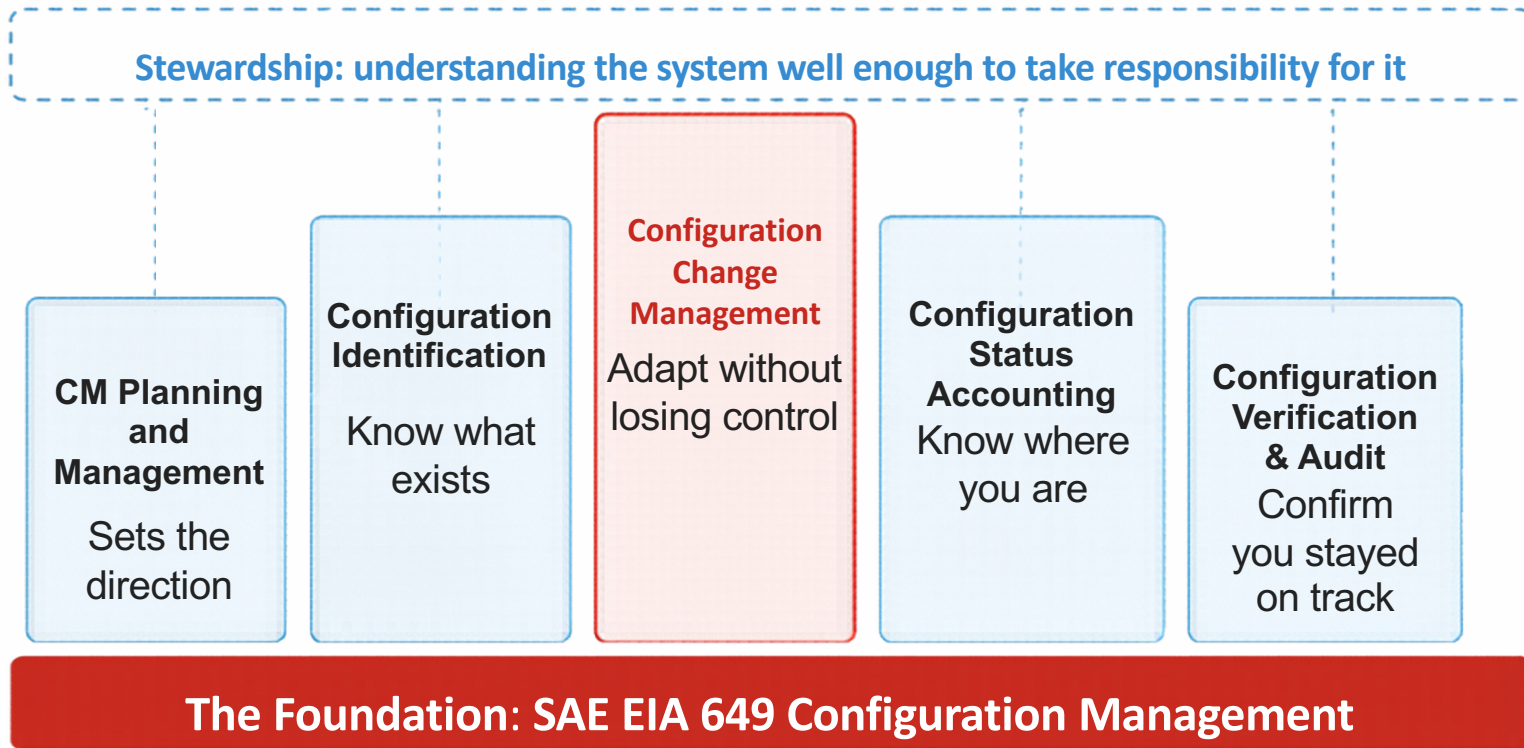 Stewardship: understanding the system well enough to take responsibility for it
CM Planning
and
Management
Sets the
direction
Configuration
Identification
Know what
exists
Configuration
Change
Management
Adapt without
losing control
Configuration
Status
Accounting
Know where
you are
Configuration
Verification
& Audit
Confirm
you stayed
on track
The Foundation: SAE EIA 649 Configuration Management